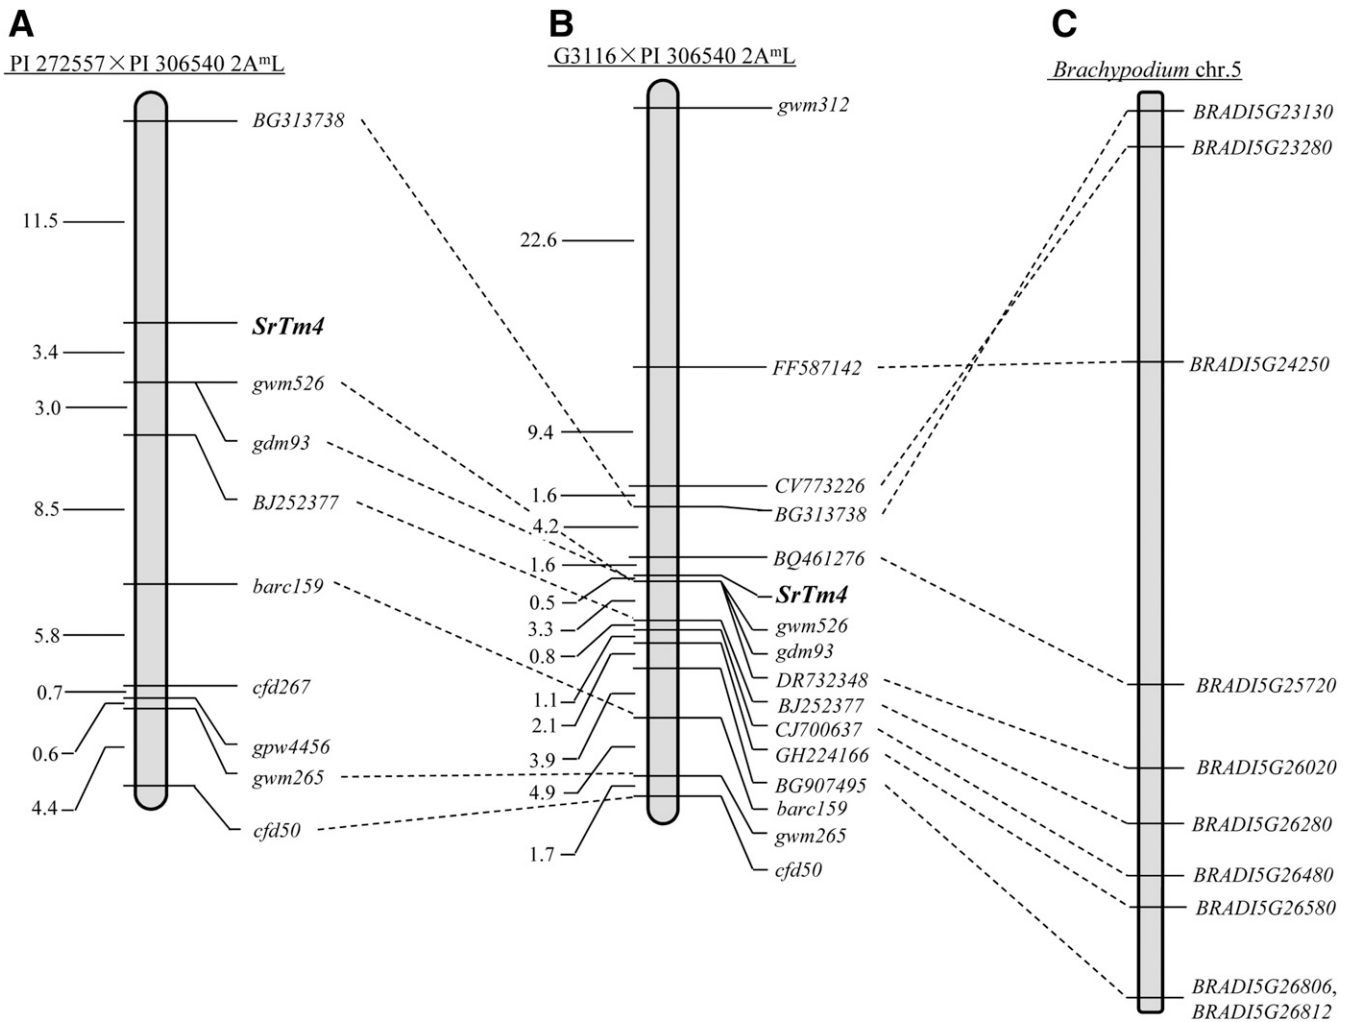 A
PI 272557×PI 306540 2AᵐL
BG313738
11.5
SrTm4
3.4
gwm526
3.0
gdm93
BJ252377
8.5
barc159
5.8
cfd267
0.7
gpw4456
0.6
gwm265
4.4
cfd50
B
G3116×PI 306540 2AᵐL
gwm312
22.6
FF587142
9.4
CV773226
1.6
BG313738
4.2
BQ461276
1.6
SrTm4
0.5
gwm526
3.3
gdm93
0.8
DR732348
BJ252377
1.1
CJ700637
2.1
GH224166
3.9
BG907495
4.9
barc159
gwm265
1.7
cfd50
C
Brachypodium chr.5
BRADI5G23130
BRADI5G23280
BRADI5G24250
BRADI5G25720
BRADI5G26020
BRADI5G26280
BRADI5G26480
BRADI5G26580
BRADI5G26806,
BRADI5G26812